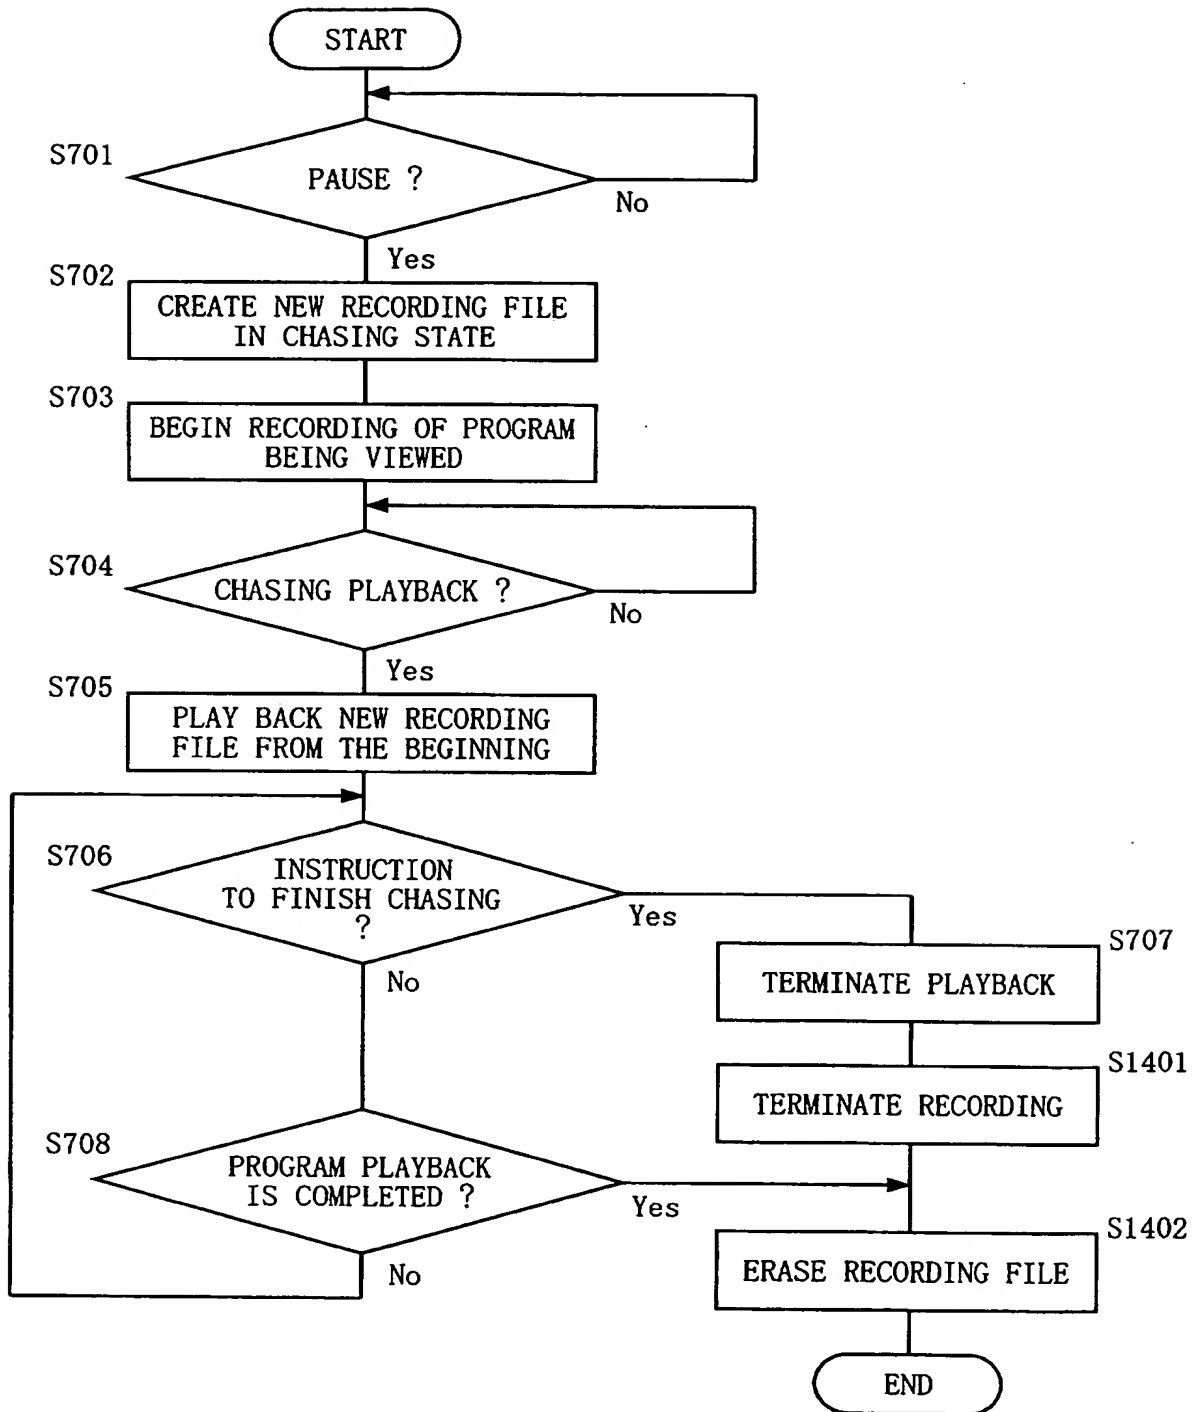 START
S701
PAUSE ?
No
Yes
S702
CREATE NEW RECORDING FILE
IN CHASING STATE
S703
BEGIN RECORDING OF PROGRAM
BEING VIEWED
S704
CHASING PLAYBACK ?
No
Yes
S705
PLAY BACK NEW RECORDING
FILE FROM THE BEGINNING
S706
INSTRUCTION
TO FINISH CHASING
?
Yes
No
S707
TERMINATE PLAYBACK
S1401
TERMINATE RECORDING
S708
PROGRAM PLAYBACK
IS COMPLETED ?
Yes
No
S1402
ERASE RECORDING FILE
END